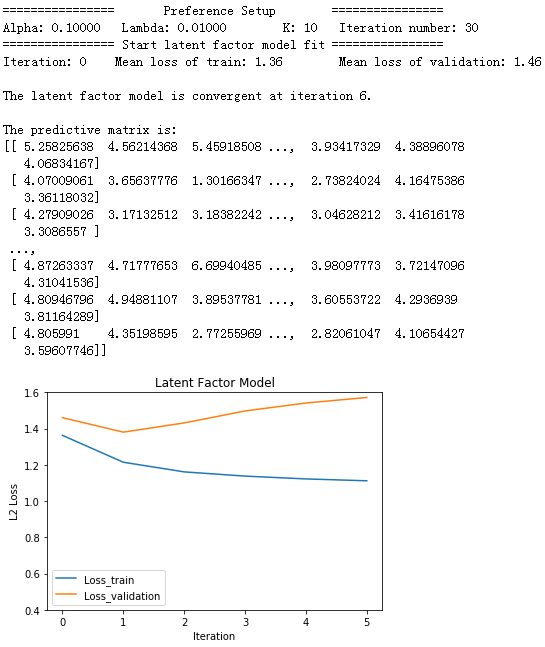 ================ Preference Setup ================
Alpha: 0.10000 Lambda: 0.01000 K: 10 Iteration number: 30
================ Start latent factor model fit ================
Iteration: 0 Mean loss of train: 1.36 Mean loss of validation: 1.46
The latent factor model is convergent at iteration 6.
The predictive matrix is:
[[ 5.25825638 4.56214368 5.45918508 ..., 3.93417329 4.38896078
4.06834167]
[ 4.07009061 3.65637776 1.30166347 ..., 2.73824024 4.16475386
3.36118032]
[ 4.27909026 3.17132512 3.18382242 ..., 3.04628212 3.41616178
3.3086557 ]
...,
[ 4.87263337 4.71777653 6.69940485 ..., 3.98097773 3.72147096
4.31041536]
[ 4.80946796 4.94881107 3.89537781 ..., 3.60553722 4.2936939
3.81164289]
[ 4.805991 4.35198595 2.77255969 ..., 2.82061047 4.10654427
3.59607746]]
Latent Factor Model
1.6
1.4
1.2
1.0
0.8
0.6
0.4
L2 Loss
Loss_train
Loss_validation
0 1 2 3 4 5
Iteration